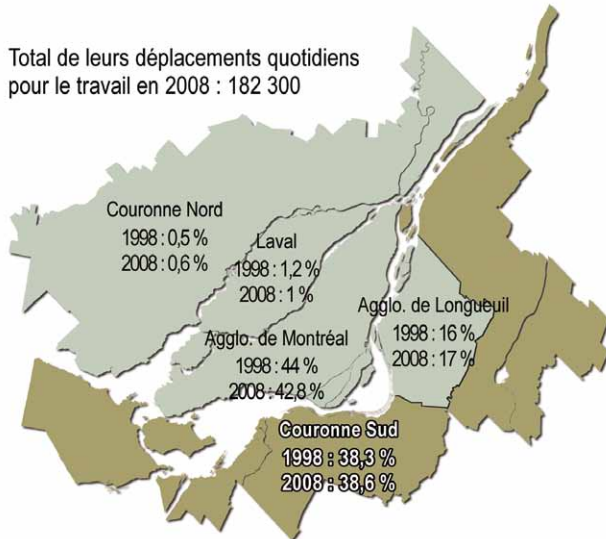 Total de leurs déplacements quotidiens
pour le travail en 2008 : 182 300
Couronne Nord
1998 : 0,5 %
2008 : 0,6 %
Laval
1998 : 1,2 %
2008 : 1 %
Agglo. de Longueuil
1998 : 16 %
2008 : 17 %
Agglo. de Montréal
1998 : 44 %
2008 : 42,8 %
Couronne Sud
1998 : 38,3 %
2008 : 38,6 %